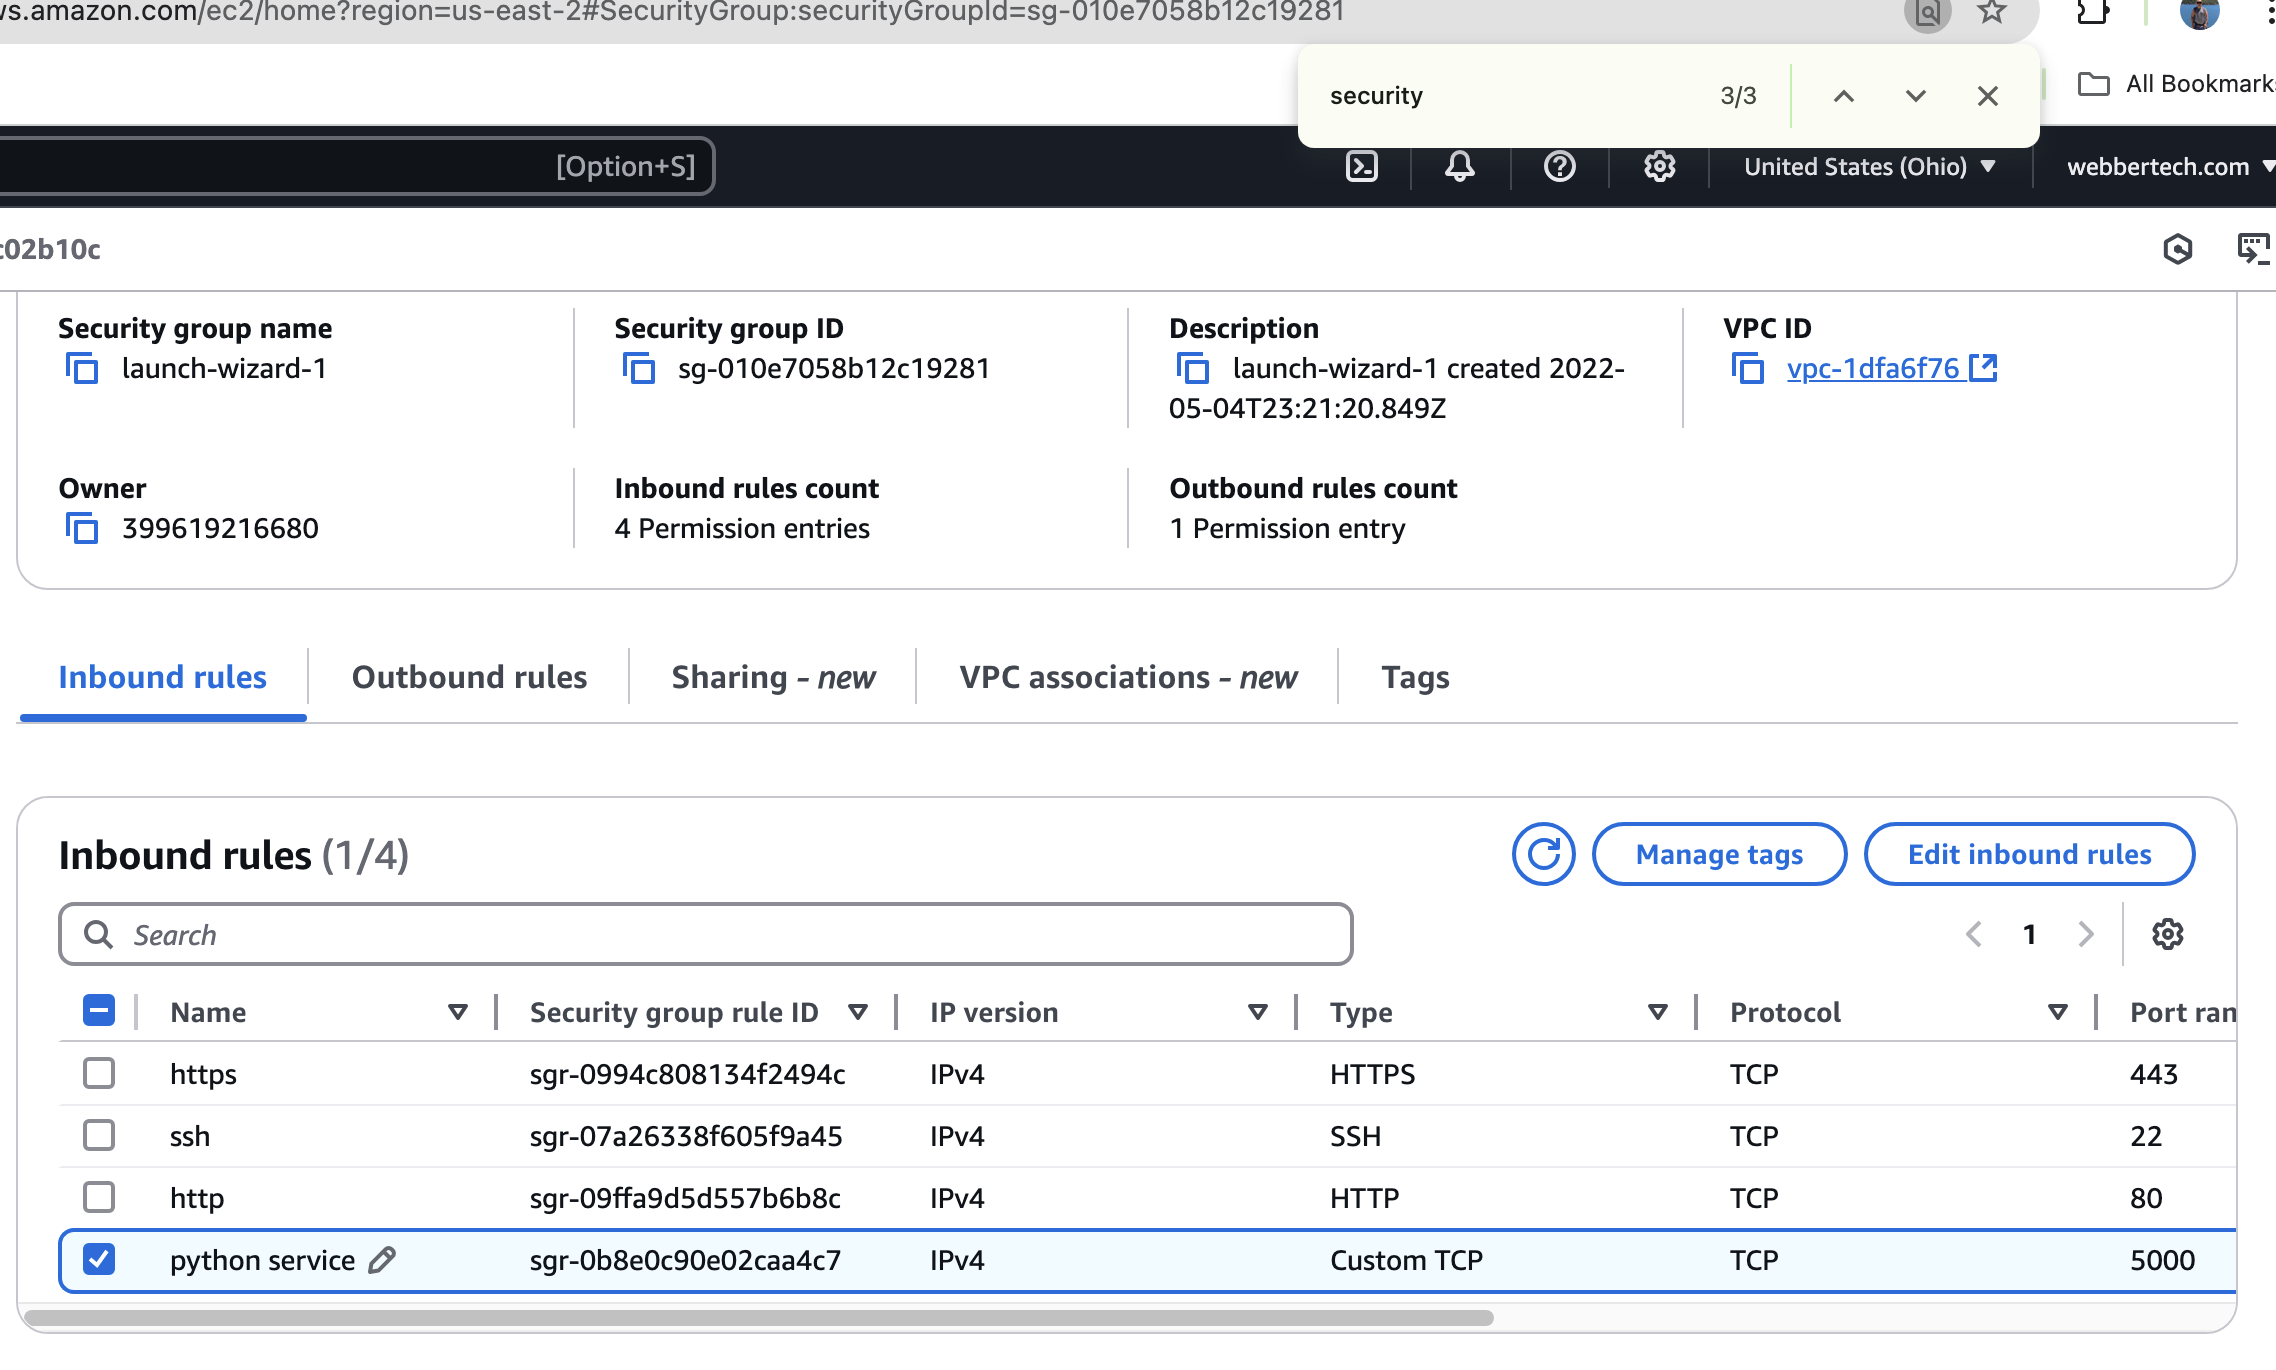 ws.amazon.com/ec2/home?region=us-east-2#SecurityGroup:securityGroupId=sg-010e7058b12c19281
security 3/3
All Bookmarks
[Option+S]
United States (Ohio)
webbertech.com
c02b10c
Security group name
launch-wizard-1
Security group ID
sg-010e7058b12c19281
Description
launch-wizard-1 created 2022-
05-04T23:21:20.849Z
VPC ID
vpc-1dfa6f76
Owner
399619216680
Inbound rules count
4 Permission entries
Outbound rules count
1 Permission entry
Inbound rules Outbound rules Sharing - new VPC associations - new Tags
Inbound rules (1/4)
Manage tags
Edit inbound rules
Search
1
Name Security group rule ID IP version Type Protocol Port ran
https sgr-0994c808134f2494c IPv4 HTTPS TCP 443
ssh sgr-07a26338f605f9a45 IPv4 SSH TCP 22
http sgr-09ffa9d5d557b6b8c IPv4 HTTP TCP 80
python service sgr-0b8e0c90e02caa4c7 IPv4 Custom TCP TCP 5000